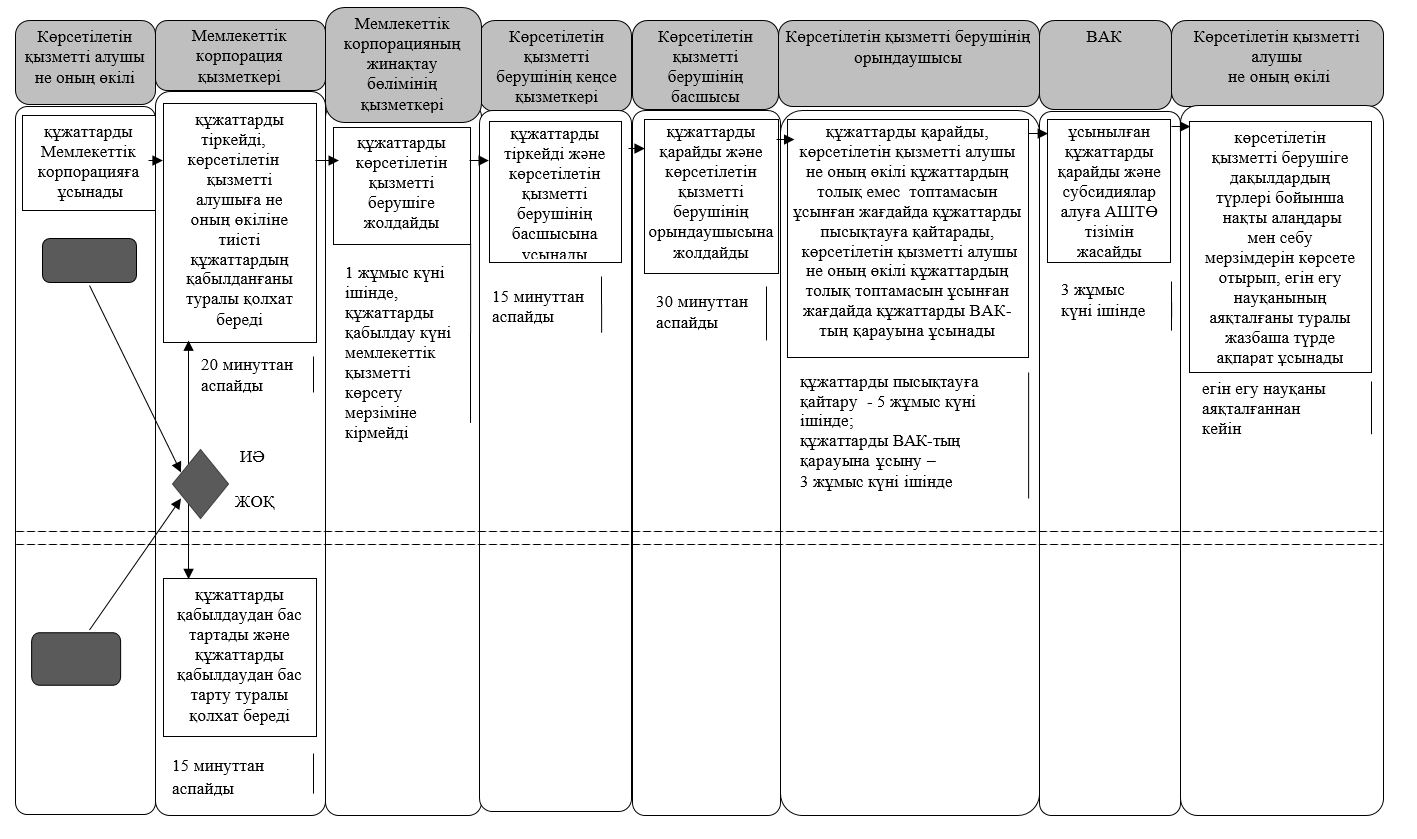 Көрсетілетін
қызметті алушы
не оның өкілі
Мемлекеттік
корпорация
қызметкері
Мемлекеттік
корпорацияның
жинақтау
бөлімінің
қызметкері
Көрсетілетін
қызметті
берушінің кеңсе
қызметкері
Көрсетілетін
қызметті
берушінің
басшысы
Көрсетілетін қызметті берушінің
орындаушысы
ВАК
Көрсетілетін қызметті
алушы
не оның өкілі
құжаттарды
Мемлекеттік
корпорацияға
ұсынады
құжаттарды
тіркейді,
көрсетілетін
қызметті
алушыға не
оның өкіліне
тиісті
құжаттардың
қабылданғаны
туралы қолхат
береді
20 минуттан
аспайды
ИӘ
ЖОҚ
құжаттарды
қабылдаудан бас
тартады және
құжаттарды
қабылдаудан бас
тарту туралы
қолхат береді
15 минуттан
аспайды
құжаттарды
көрсетілетін
қызметті
берушіге
жолдайды
1 жұмыс күні
ішінде,
құжаттарды
қабылдау күні
мемлекеттік
қызметті
көрсету
мерзіміне
кірмейді
құжаттарды
тіркейді және
көрсетілетін
қызметті
берушінің
басшысына
ұсынады
15 минуттан
аспайды
құжаттарды
қарайды және
көрсетілетін
қызметті
берушінің
орындаушысына
жолдайды
30 минуттан
аспайды
құжаттарды қарайды,
көрсетілетін қызметті алушы
не оның өкілі құжаттардың
толық емес топтамасын
ұсынған жағдайда құжаттарды
пысықтауға қайтарады,
көрсетілетін қызметті алушы
не оның өкілі құжаттардың
толық топтамасын ұсынған
жағдайда құжаттарды ВАК-
тың қарауына ұсынады
құжаттарды пысықтауға
қайтару - 5 жұмыс күні
ішінде;
құжаттарды ВАК-тың
қарауына ұсыну –
3 жұмыс күні ішінде
ұсынылған
құжаттарды
қарайды және
субсидиялар
алуға АШТӨ
тізімін
жасайды
3 жұмыс
күні ішінде
көрсетілетін
қызметті берушіге
дақылдардың
түрлері бойынша
нақты алаңдары
мен себу
мерзімдерін көрсете
отырып, егін егу
науқанының
аяқталғаны туралы
жазбаша түрде
ақпарат ұсынады
егін егу науқаны
аяқталғаннан
кейін